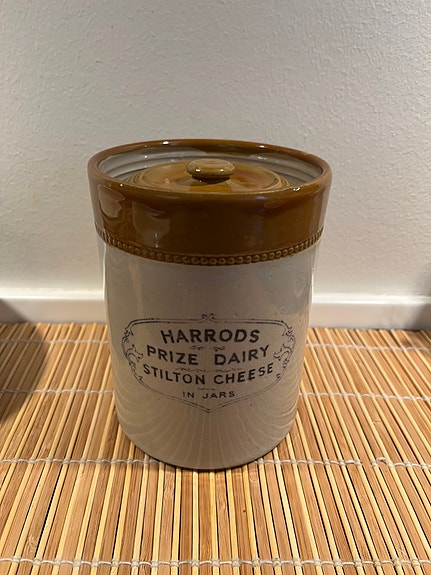 HARRODS
PRIZE DAIRY
STILTON CHEESE
IN JARS